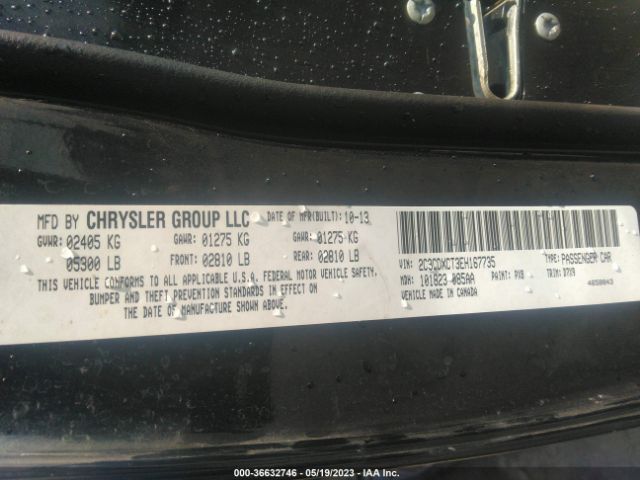 MFD BY CHRYSLER GROUP LLC DATE OF MFR(BUILT): 10-13
GVWR: 02405 KG GAWR: 01275 KG GAWR: 01275 KG
05300 LB FRONT: 02810 LB REAR: 02810 LB
THIS VEHICLE CONFORMS TO ALL APPLICABLE U.S.A. FEDERAL MOTOR VEHICLE SAFETY,
BUMPER AND THEFT PREVENTION STANDARDS IN EFFECT ON
THE DATE OF MANUFACTURE SHOWN ABOVE.
VIN: 2C3CDXCT3EH167735 TYPE: PASSENGER CAR
MDH: 101823 085AA PAINT: PX8 TRIM: D7X9
VEHICLE MADE IN CANADA 4650043
000-36632746 - 05/19/2023 - IAA Inc.